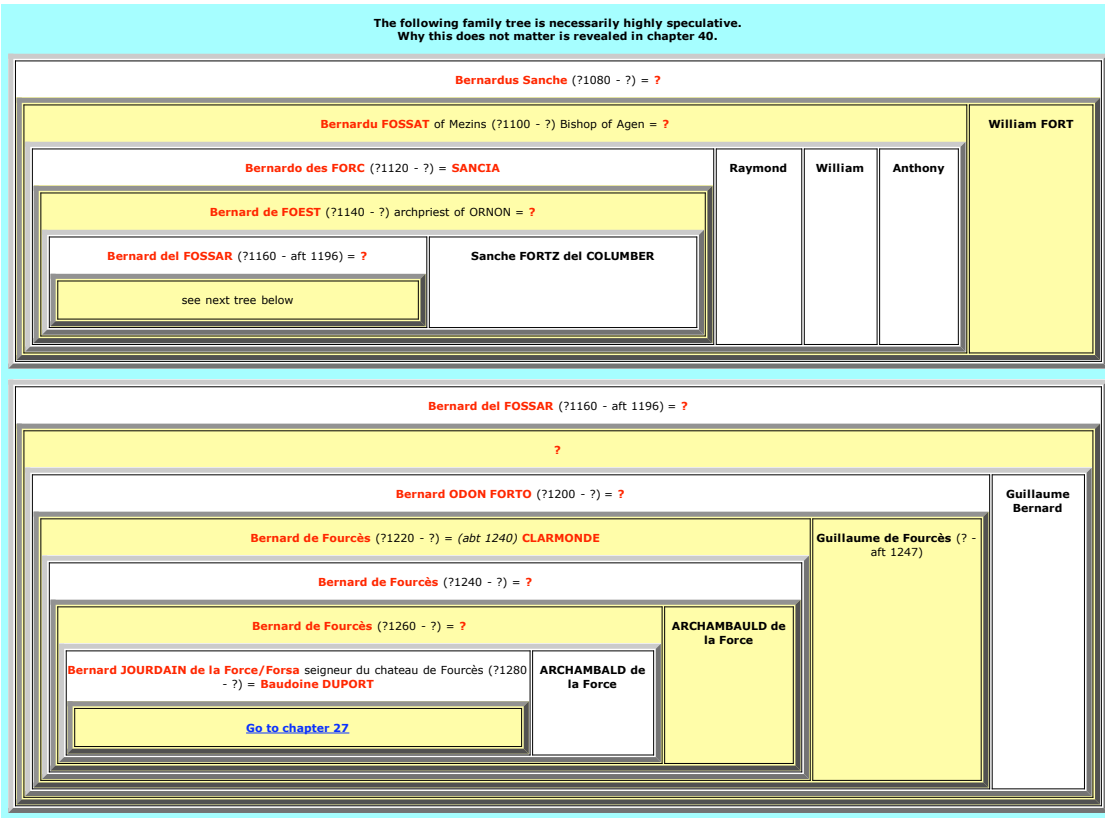 The following family tree is necessarily highly speculative.
Why this does not matter is revealed in chapter 40.
Bernardus Sanche (?1080 - ?) = ?
Bernardu FOSSAT of Mezins (?1100 - ?) Bishop of Agen = ?
William FORT
Bernardo des FORC (?1120 - ?) = SANCIA
Raymond
William
Anthony
Bernard de FOEST (?1140 - ?) archpriest of ORNON = ?
Bernard del FOSSAR (?1160 - aft 1196) = ?
Sanche FORTZ del COLUMBER
see next tree below
Bernard del FOSSAR (?1160 - aft 1196) = ?
?
Bernard ODON FORTO (?1200 - ?) = ?
Guillaume
Bernard
Bernard de Fourcès (?1220 - ?) = (abt 1240) CLARMONDE
Guillaume de Fourcès (? -
aft 1247)
Bernard de Fourcès (?1240 - ?) = ?
Bernard de Fourcès (?1260 - ?) = ?
ARCHAMBAULD de
la Force
Bernard JOURDAIN de la Force/Forsa seigneur du chateau de Fourcès (?1280
- ?) = Baudoine DUPORT
ARCHAMBALD de
la Force
Go to chapter 27